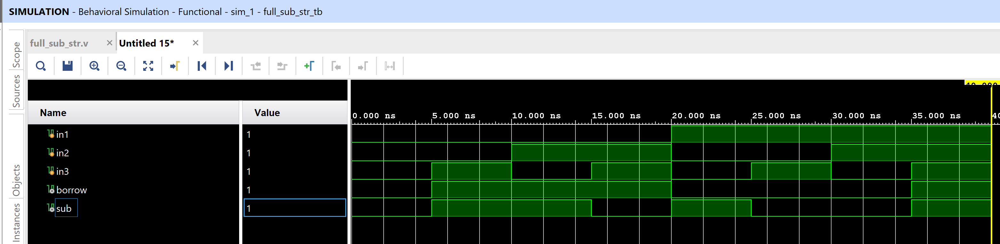 SIMULATION - Behavioral Simulation - Functional - sim_1 - full_sub_str_tb
full_sub_str.v Untitled 15*
Scope
Sources
Objects
Instances
Name Value
0.000 ns 5.000 ns 10.000 ns 15.000 ns 20.000 ns 25.000 ns 30.000 ns 35.000 ns 40
in1 1
in2 1
in3 1
borrow 1
sub 1